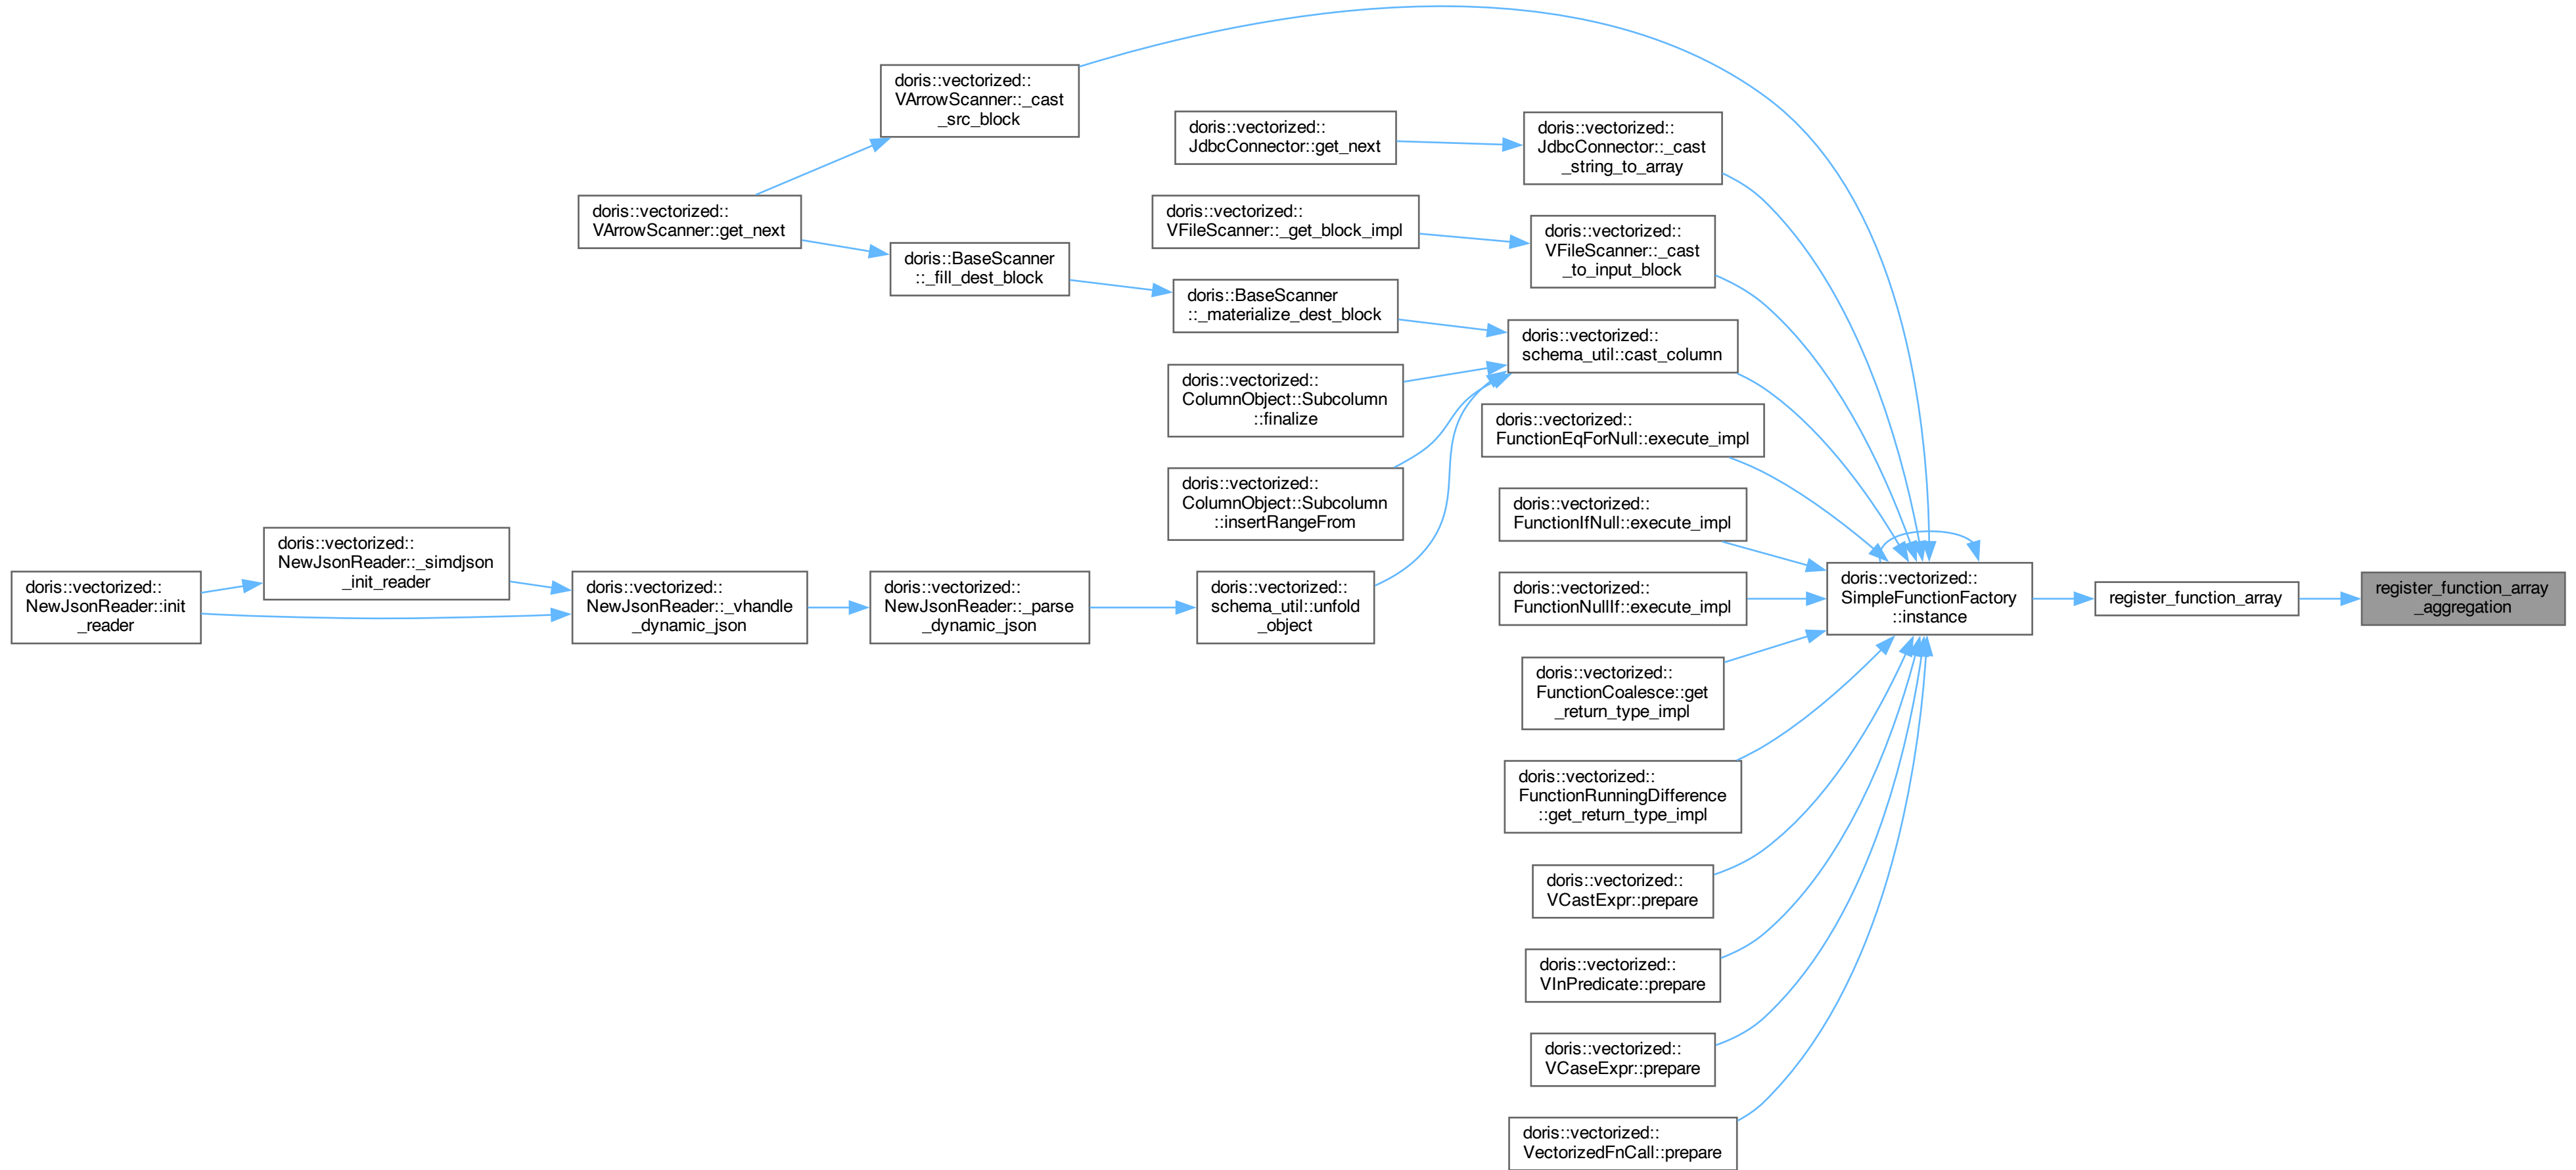 doris::vectorized::
VArrowScanner::_cast
_src_block
doris::vectorized::
JdbcConnector::get_next
doris::vectorized::
JdbcConnector::_cast
_string_to_array
doris::vectorized::
VArrowScanner::get_next
doris::vectorized::
VFileScanner::_get_block_impl
doris::vectorized::
VFileScanner::_cast
_to_input_block
doris::BaseScanner
::_fill_dest_block
doris::BaseScanner
::_materialize_dest_block
doris::vectorized::
schema_util::cast_column
doris::vectorized::
ColumnObject::Subcolumn
::finalize
doris::vectorized::
FunctionEqForNull::execute_impl
doris::vectorized::
ColumnObject::Subcolumn
::insertRangeFrom
doris::vectorized::
FunctionIfNull::execute_impl
doris::vectorized::
NewJsonReader::init
_reader
doris::vectorized::
NewJsonReader::_simdjson
_init_reader
doris::vectorized::
NewJsonReader::_vhandle
_dynamic_json
doris::vectorized::
NewJsonReader::_parse
_dynamic_json
doris::vectorized::
schema_util::unfold
_object
doris::vectorized::
FunctionNullIf::execute_impl
doris::vectorized::
SimpleFunctionFactory
::instance
register_function_array
register_function_array
_aggregation
doris::vectorized::
FunctionCoalesce::get
_return_type_impl
doris::vectorized::
FunctionRunningDifference
::get_return_type_impl
doris::vectorized::
VCastExpr::prepare
doris::vectorized::
VInPredicate::prepare
doris::vectorized::
VCaseExpr::prepare
doris::vectorized::
VectorizedFnCall::prepare